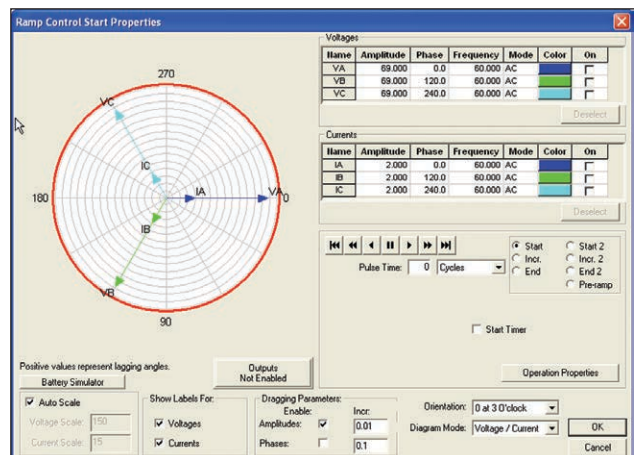 Ramp Control Start Properties
270
VC
IC
180
IA
VA
0
IB
VB
90
Positive values represent lagging angles.
Battery Simulator
Outputs
Not Enabled
Voltages
Name Amplitude Phase Frequency Mode Color On
VA 69.000 0.0 60.000 AC
VB 69.000 120.0 60.000 AC
VC 69.000 240.0 60.000 AC
Deselect
Currents
Name Amplitude Phase Frequency Mode Color On
IA 2.000 0.0 60.000 AC
IB 2.000 120.0 60.000 AC
IC 2.000 240.0 60.000 AC
Deselect
Pulse Time: 0 Cycles
Start Start 2
Incr. Incr. 2
End End 2
Pre-ramp
Start Timer
Operation Properties
Auto Scale
Voltage Scale: 150
Current Scale: 15
Show Labels For:
Voltages
Currents
Dragging Parameters:
Enable: Incr:
Amplitudes: 0.01
Phases: 0.1
Orientation: 0 at 3 O'clock
Diagram Mode: Voltage / Current
OK
Cancel